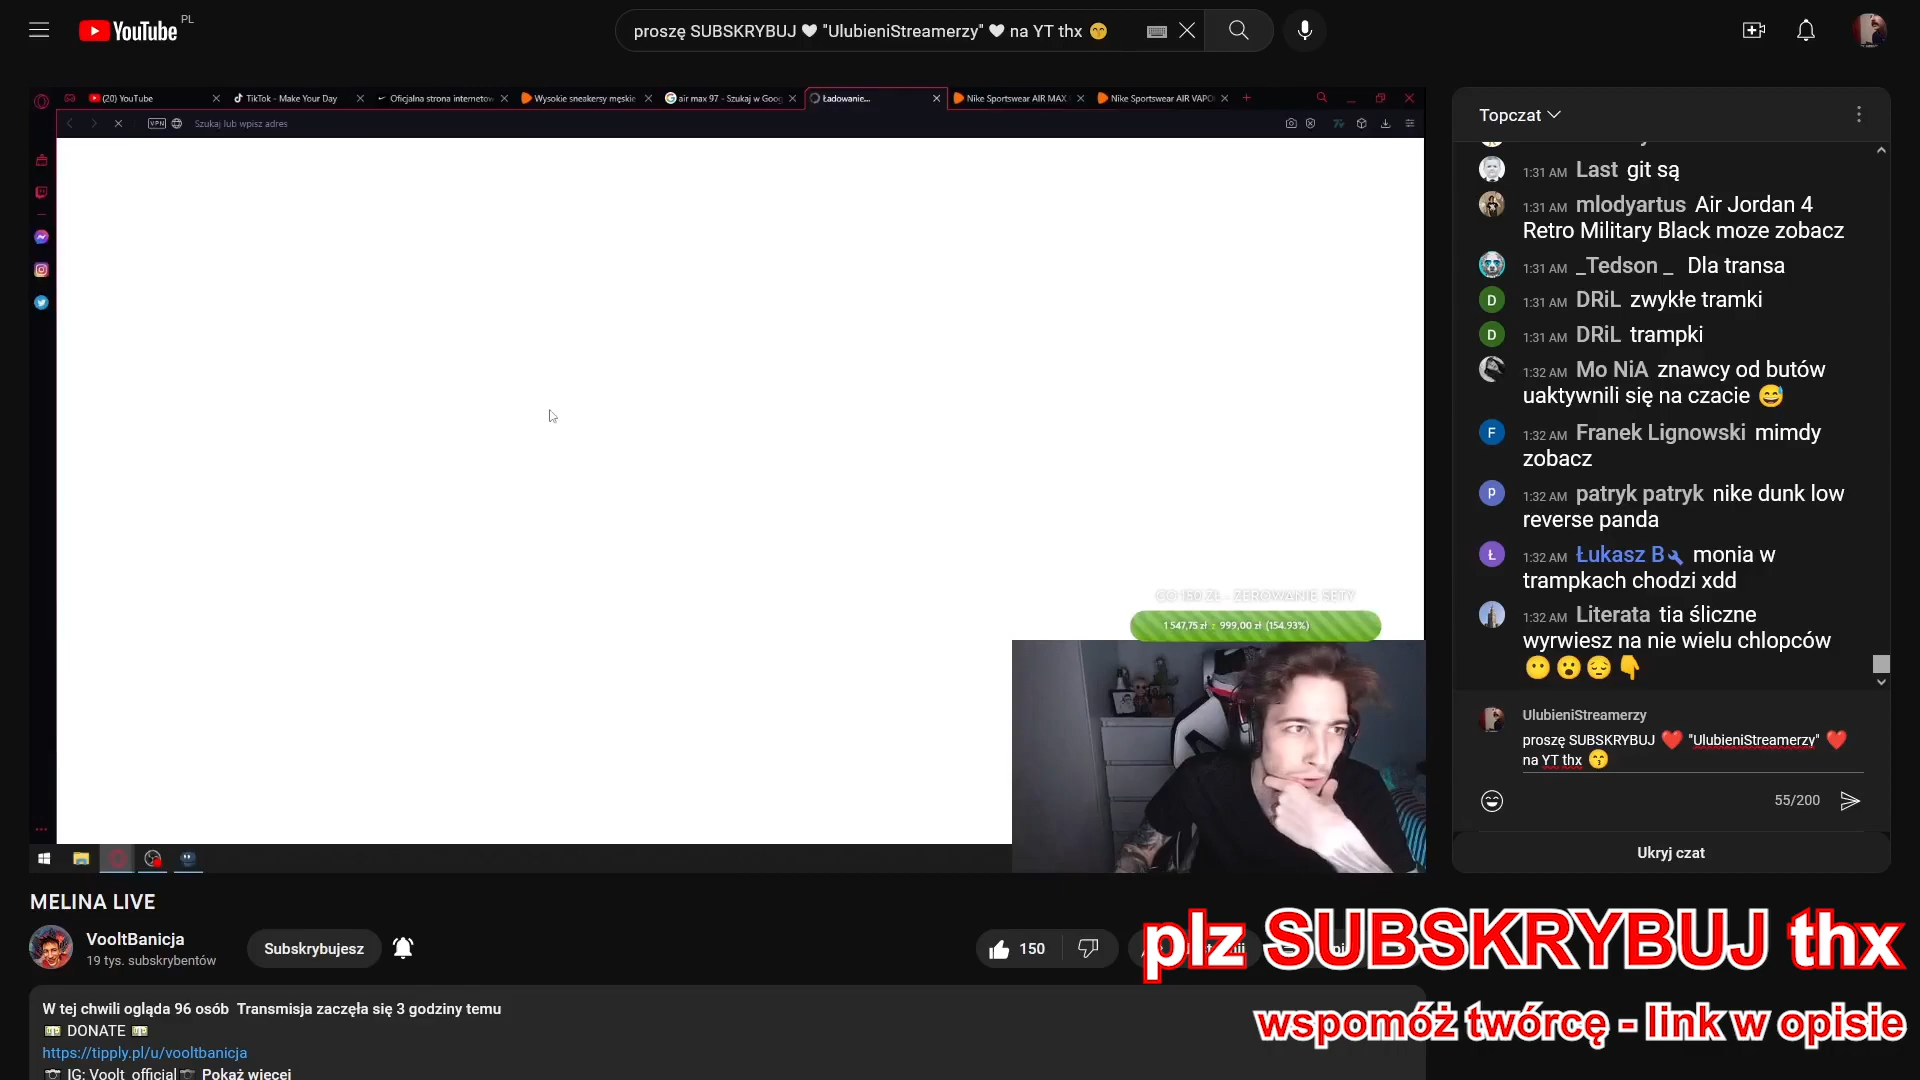 YouTube PL
proszę SUBSKRYBUJ 🤍 "UlubieniStreamerzy" 🤍 na YT thx 😙
(20) YouTube
TikTok - Make Your Day
Oficjalna strona internetow
Wysokie sneakersy męskie
air max 97 - Szukaj w Goog
Ładowanie...
Nike Sportswear AIR MAX
Nike Sportswear AIR VAPO
VPN
Szukaj lub wpisz adres
CO 150 ZŁ - ZEROWANIE SETY
1 547,75 zł z 999,00 zł (154.93%)
Topczat
1:31 AM Last git są
1:31 AM mlodyartus Air Jordan 4
Retro Military Black moze zobacz
1:31 AM _Tedson _ Dla transa
1:31 AM DRiL zwykłe tramki
1:31 AM DRiL trampki
1:32 AM Mo NiA znawcy od butów
uaktywnili się na czacie 😅
1:32 AM Franek Lignowski mimdy
zobacz
1:32 AM patryk patryk nike dunk low
reverse panda
1:32 AM Łukasz B monia w
trampkach chodzi xdd
1:32 AM Literata tia śliczne
wyrwiesz na nie wielu chlopców
😶😮😔👇
UlubieniStreamerzy
proszę SUBSKRYBUJ ❤️ "UlubieniStreamerzy" ❤️
na YT thx 😙
55/200
Ukryj czat
MELINA LIVE
VooltBanicja
19 tys. subskrybentów
Subskrybujesz
150
plz SUBSKRYBUJ thx
wspomóż twórcę - link w opisie
W tej chwili ogląda 96 osób Transmisja zaczęła się 3 godziny temu
💵 DONATE 💵
https://tipply.pl/u/vooltbanicja
📷 IG: Voolt_official 📷 Pokaż więcej